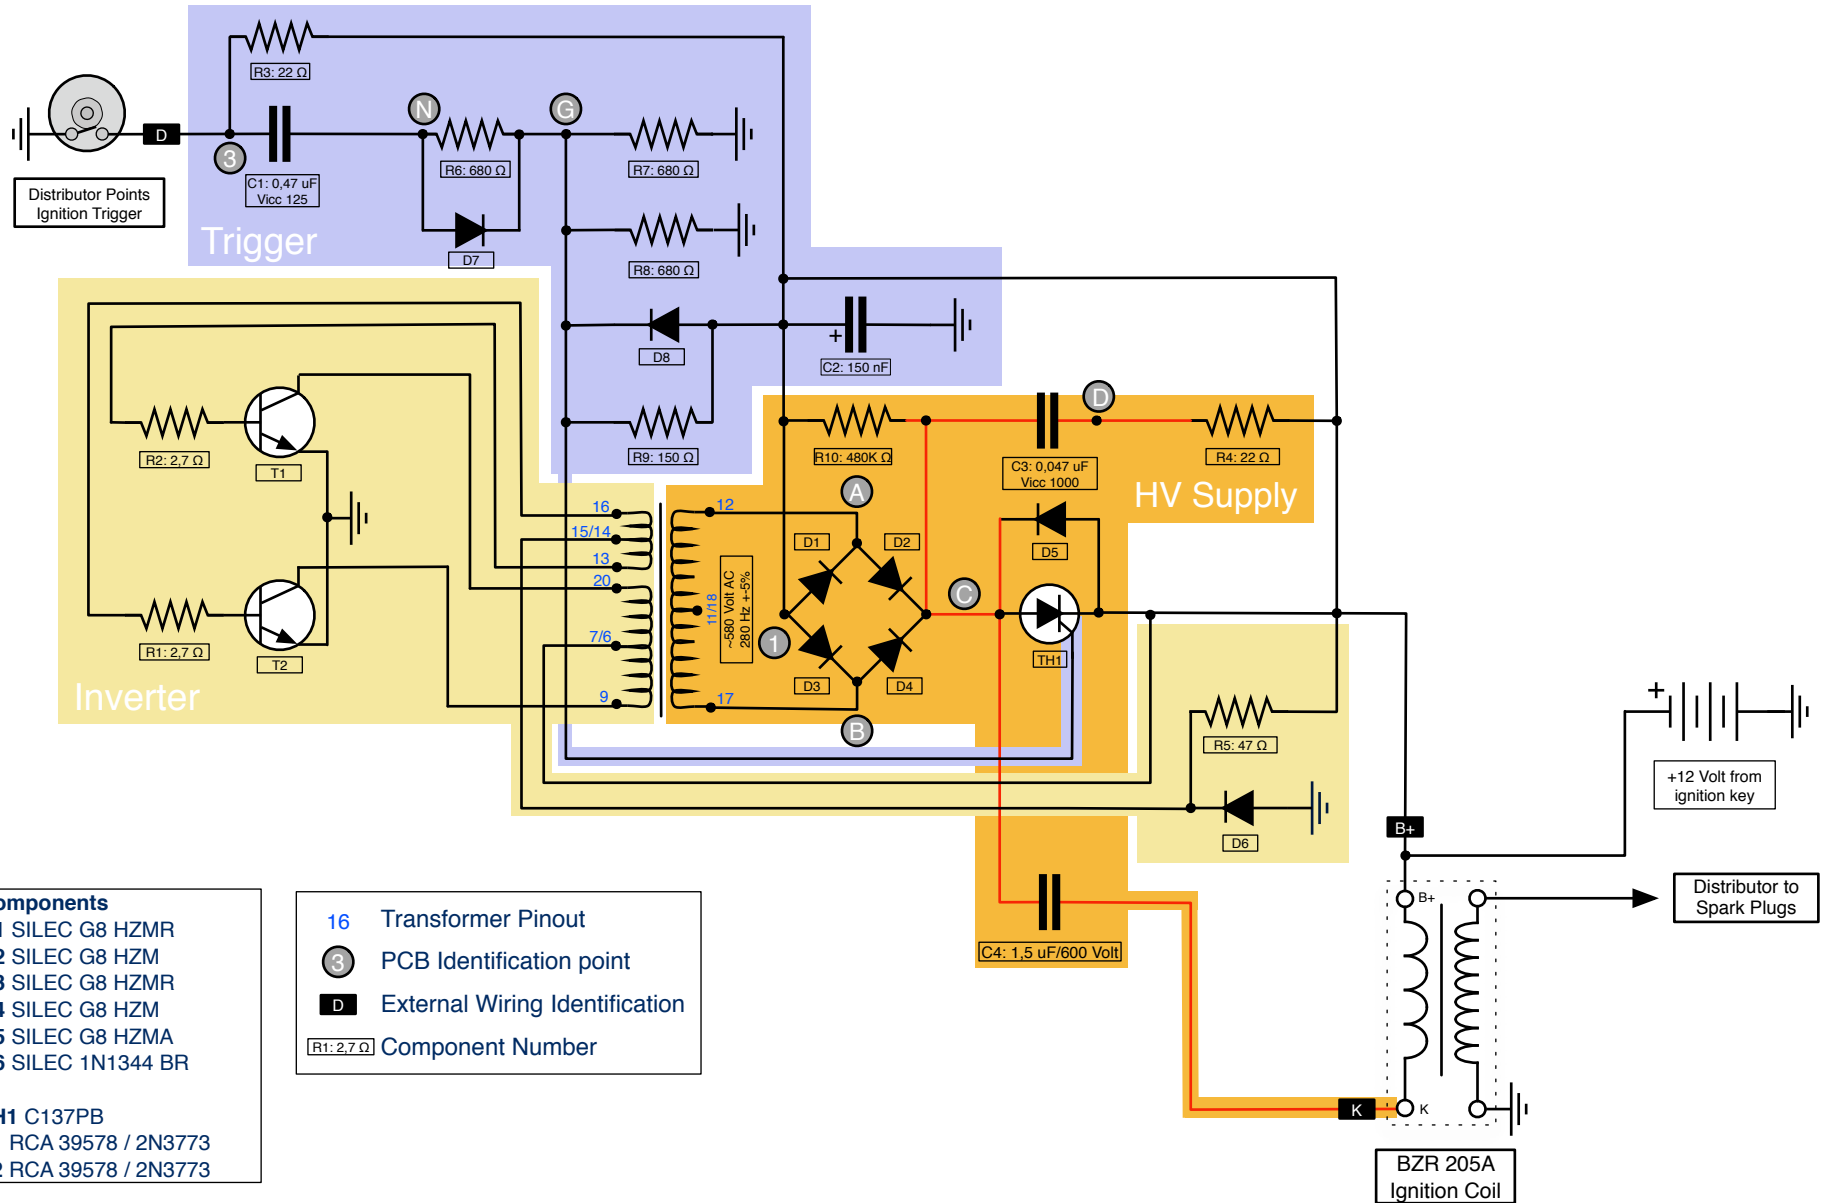 R3: 22 Ω
D
3
N
G
C1: 0,47 uF
Vicc 125
R6: 680 Ω
R7: 680 Ω
Distributor Points
Ignition Trigger
Trigger
D7
R8: 680 Ω
D8
+
C2: 150 nF
R2: 2,7 Ω
T1
R9: 150 Ω
R10: 480K Ω
D
C3: 0,047 uF
Vicc 1000
R4: 22 Ω
HV Supply
A
16
15/14
13
20
7/6
9
12
11/18
17
~580 Volt AC
280 Hz +-5%
D1
D2
D5
C
1
R1: 2,7 Ω
T2
Inverter
D3
D4
TH1
B
R5: 47 Ω
D6
+
+12 Volt from
ignition key
B+
B+
Distributor to
Spark Plugs
C4: 1,5 uF/600 Volt
K
K
BZR 205A
Ignition Coil
omponents
SILEC G8 HZMR
2 SILEC G8 HZM
3 SILEC G8 HZMR
4 SILEC G8 HZM
5 SILEC G8 HZMA
6 SILEC 1N1344 BR
H1 C137PB
RCA 39578 / 2N3773
2 RCA 39578 / 2N3773
16 Transformer Pinout
3 PCB Identification point
D External Wiring Identification
R1: 2,7 Ω Component Number